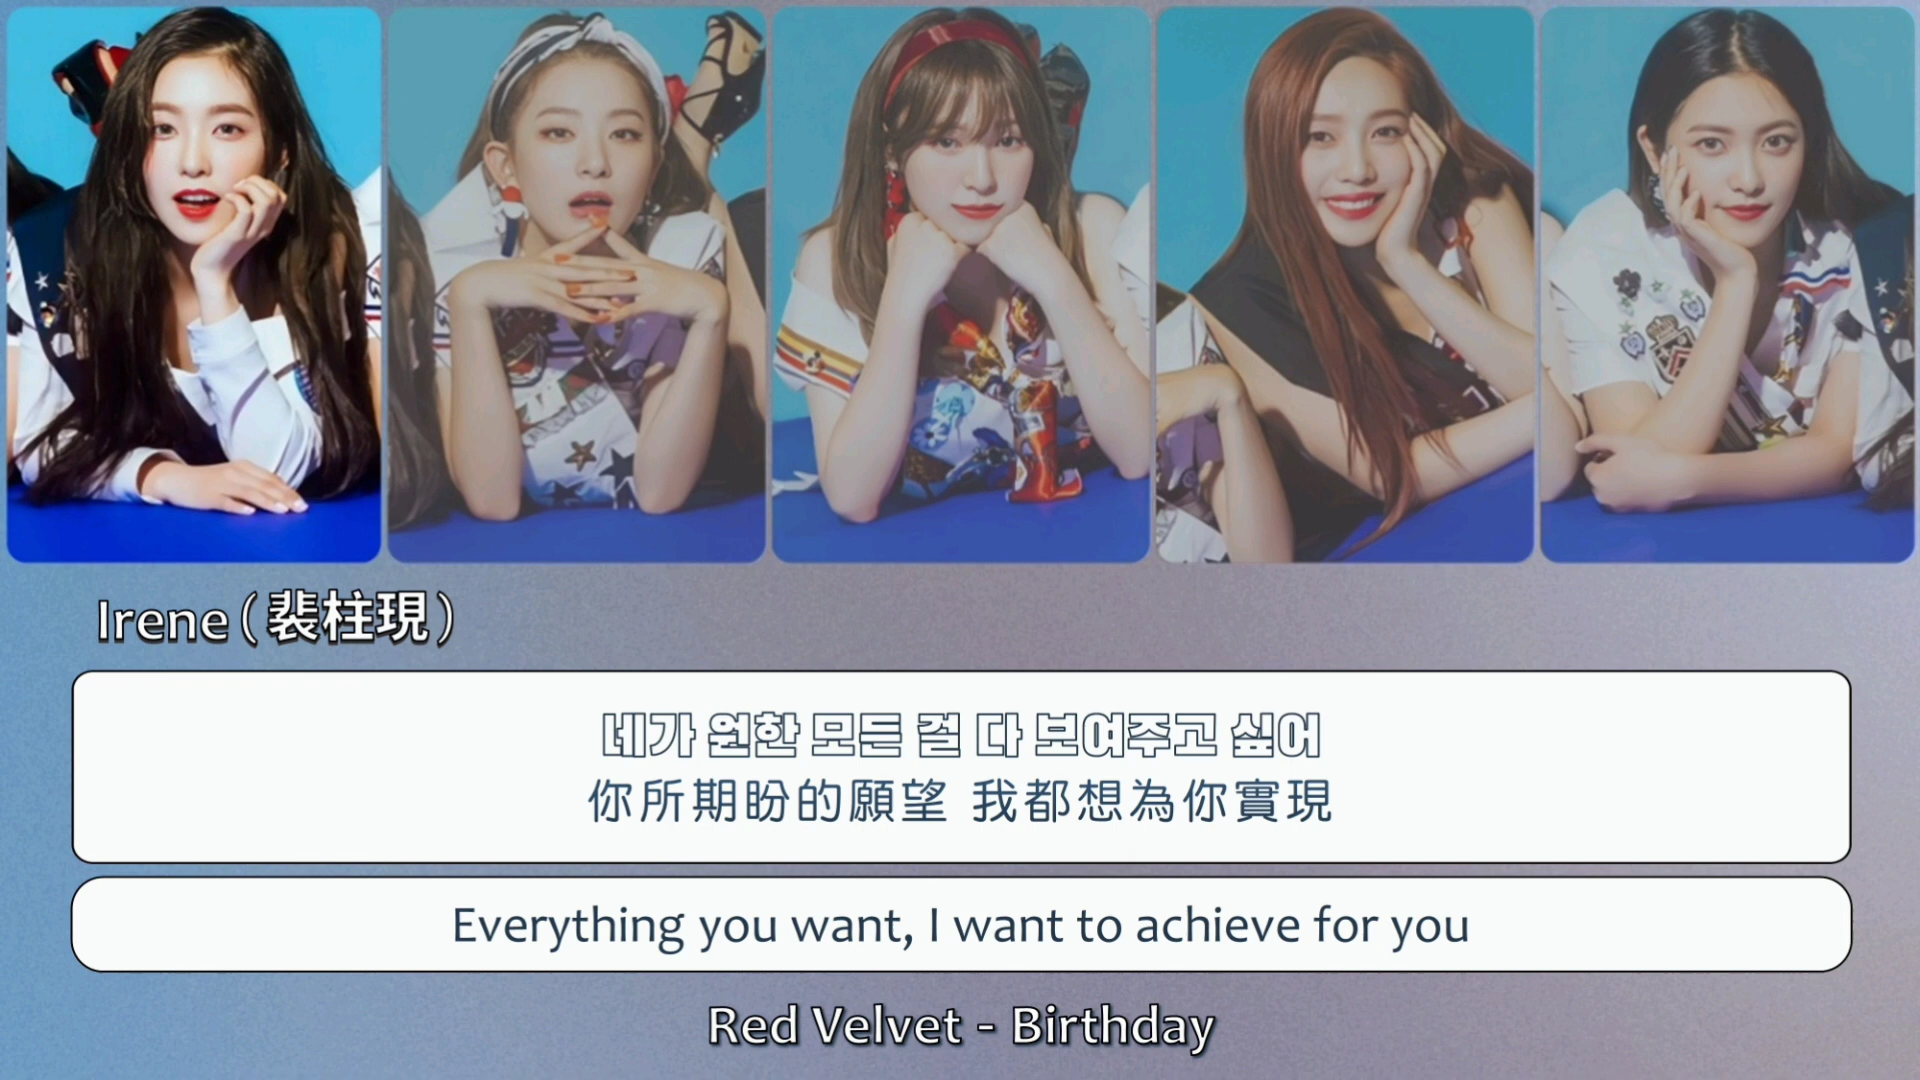 Irene(裴柱現)
네가 원한 모든 걸 다 보여주고 싶어
你所期盼的願望 我都想為你實現
Everything you want, I want to achieve for you
Red Velvet - Birthday